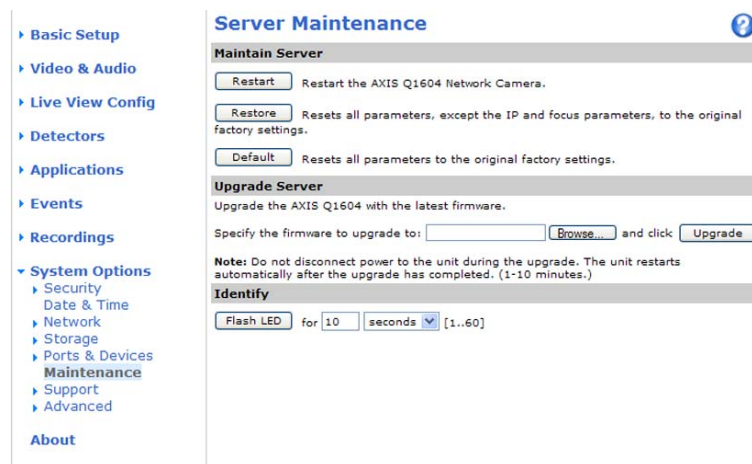 Basic Setup
Video & Audio
Live View Config
Detectors
Applications
Events
Recordings
System Options
Security
Date & Time
Network
Storage
Ports & Devices
Maintenance
Support
Advanced
About
Server Maintenance
?
Maintain Server
Restart Restart the AXIS Q1604 Network Camera.
Restore Resets all parameters, except the IP and focus parameters, to the original
factory settings.
Default Resets all parameters to the original factory settings.
Upgrade Server
Upgrade the AXIS Q1604 with the latest firmware.
Specify the firmware to upgrade to: Browse... and click Upgrade
Note: Do not disconnect power to the unit during the upgrade. The unit restarts
automatically after the upgrade has completed. (1-10 minutes.)
Identify
Flash LED for 10 seconds [1..60]